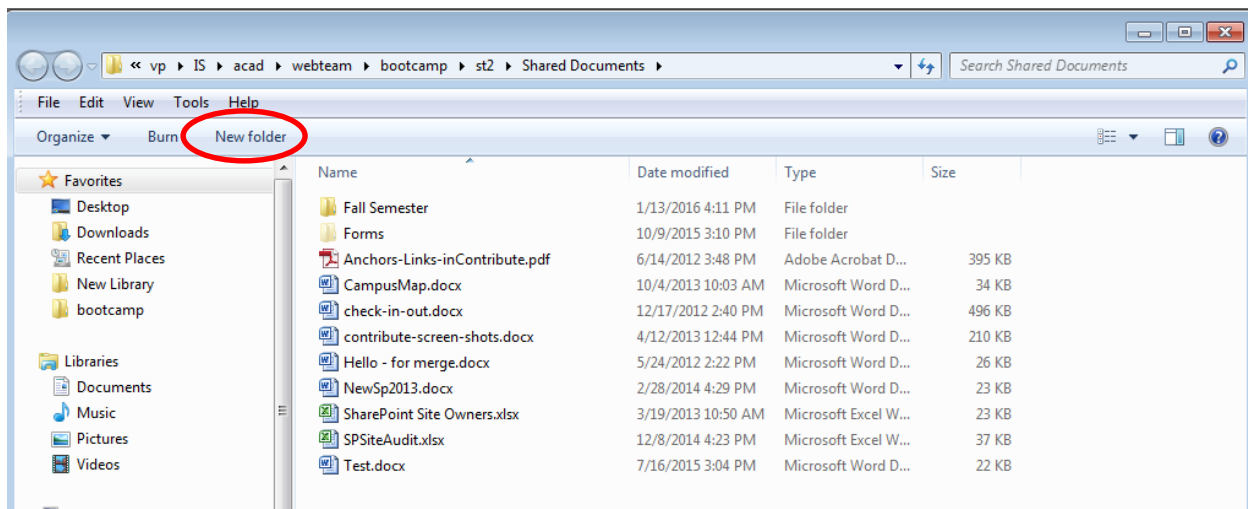 « vp ▸ IS ▸ acad ▸ webteam ▸ bootcamp ▸ st2 ▸ Shared Documents ▸ Search Shared Documents
File Edit View Tools Help
Organize Burn New folder
Favorites
Desktop
Downloads
Recent Places
New Library
bootcamp
Libraries
Documents
Music
Pictures
Videos
Name Date modified Type Size
Fall Semester 1/13/2016 4:11 PM File folder
Forms 10/9/2015 3:10 PM File folder
Anchors-Links-inContribute.pdf 6/14/2012 3:48 PM Adobe Acrobat D... 395 KB
CampusMap.docx 10/4/2013 10:03 AM Microsoft Word D... 34 KB
check-in-out.docx 12/17/2012 2:40 PM Microsoft Word D... 496 KB
contribute-screen-shots.docx 4/12/2013 12:44 PM Microsoft Word D... 210 KB
Hello - for merge.docx 5/24/2012 2:22 PM Microsoft Word D... 26 KB
NewSp2013.docx 2/28/2014 4:29 PM Microsoft Word D... 23 KB
SharePoint Site Owners.xlsx 3/19/2013 10:50 AM Microsoft Excel W... 23 KB
SPSiteAudit.xlsx 12/8/2014 4:23 PM Microsoft Excel W... 37 KB
Test.docx 7/16/2015 3:04 PM Microsoft Word D... 22 KB